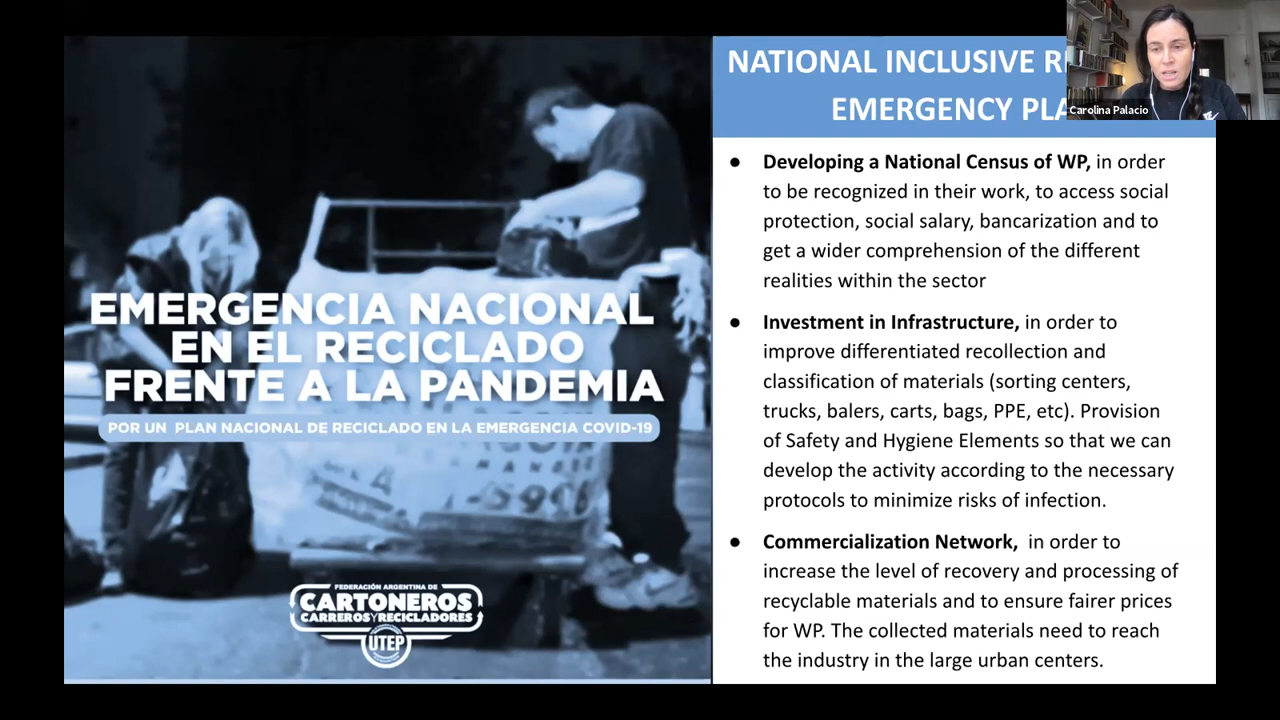 EMERGENCIA NACIONAL
EN EL RECICLADO
FRENTE A LA PANDEMIA
POR UN PLAN NACIONAL DE RECICLADO EN LA EMERGENCIA COVID-19
FEDERACIÓN ARGENTINA DE
CARTONEROS
CARREROS Y RECICLADORES
UTEP
NATIONAL INCLUSIVE
EMERGENCY
Carolina Palacio
● Developing a National Census of WP, in order
to be recognized in their work, to access social
protection, social salary, bancarization and to
get a wider comprehension of the different
realities within the sector
● Investment in Infrastructure, in order to
improve differentiated recollection and
classification of materials (sorting centers,
trucks, balers, carts, bags, PPE, etc). Provision
of Safety and Hygiene Elements so that we can
develop the activity according to the necessary
protocols to minimize risks of infection.
● Commercialization Network, in order to
increase the level of recovery and processing of
recyclable materials and to ensure fairer prices
for WP. The collected materials need to reach
the industry in the large urban centers.